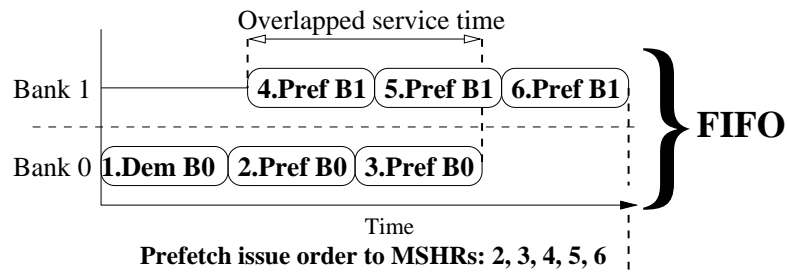 Overlapped service time
Bank 1
4.Pref B1
5.Pref B1
6.Pref B1
FIFO
Bank 0
1.Dem B0
2.Pref B0
3.Pref B0
Time
Prefetch issue order to MSHRs: 2, 3, 4, 5, 6